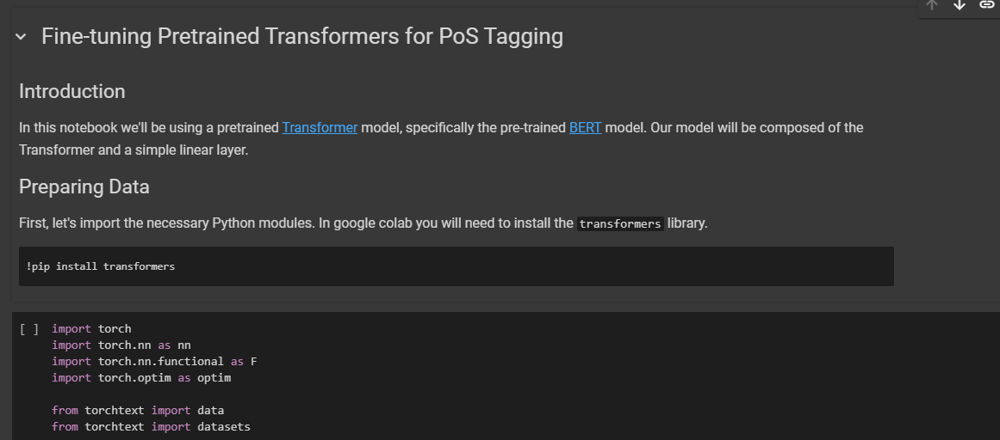 Fine-tuning Pretrained Transformers for PoS Tagging
Introduction
In this notebook we'll be using a pretrained Transformer model, specifically the pre-trained BERT model. Our model will be composed of the
Transformer and a simple linear layer.
Preparing Data
First, let's import the necessary Python modules. In google colab you will need to install the transformers library.
!pip install transformers
[ ] import torch
import torch.nn as nn
import torch.nn.functional as F
import torch.optim as optim
from torchtext import data
from torchtext import datasets